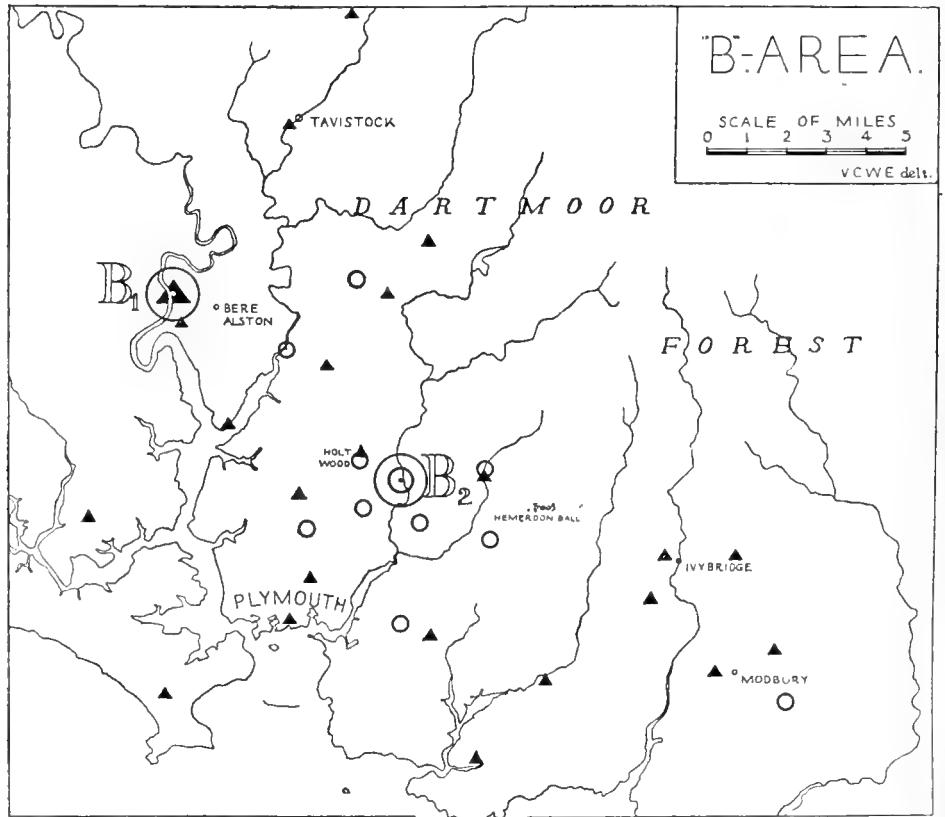 "B"-AREA.
SCALE OF MILES
0 1 2 3 4 5
V.C.W.E delt.
TAVISTOCK
DARTMOOR
B1
BERE
ALSTON
FOREST
HOLT
WOOD
B2
HEMERDON BALL
IVYBRIDGE
PLYMOUTH
MODBURY